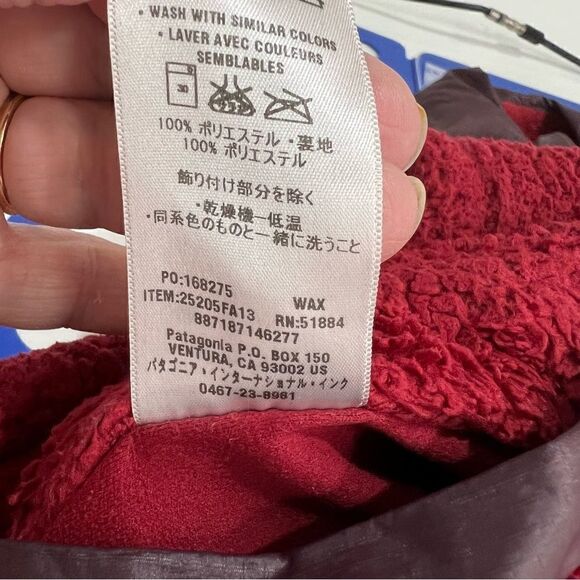 • WASH WITH SIMILAR COLORS
• LAVER AVEC COULEURS
SEMBLABLES
30
100% ポリエステル・裏地
100% ポリエステル
飾り付け部分を除く
・乾燥機一低温
・同系色のものと一緒に洗うこと
PO:168275
WAX
ITEM:25205FA13
RN:51884
887187146277
Patagonia P.O. BOX 150
VENTURA, CA 93002 US
パタゴニア・インターナショナル・インク
0467-23-8961